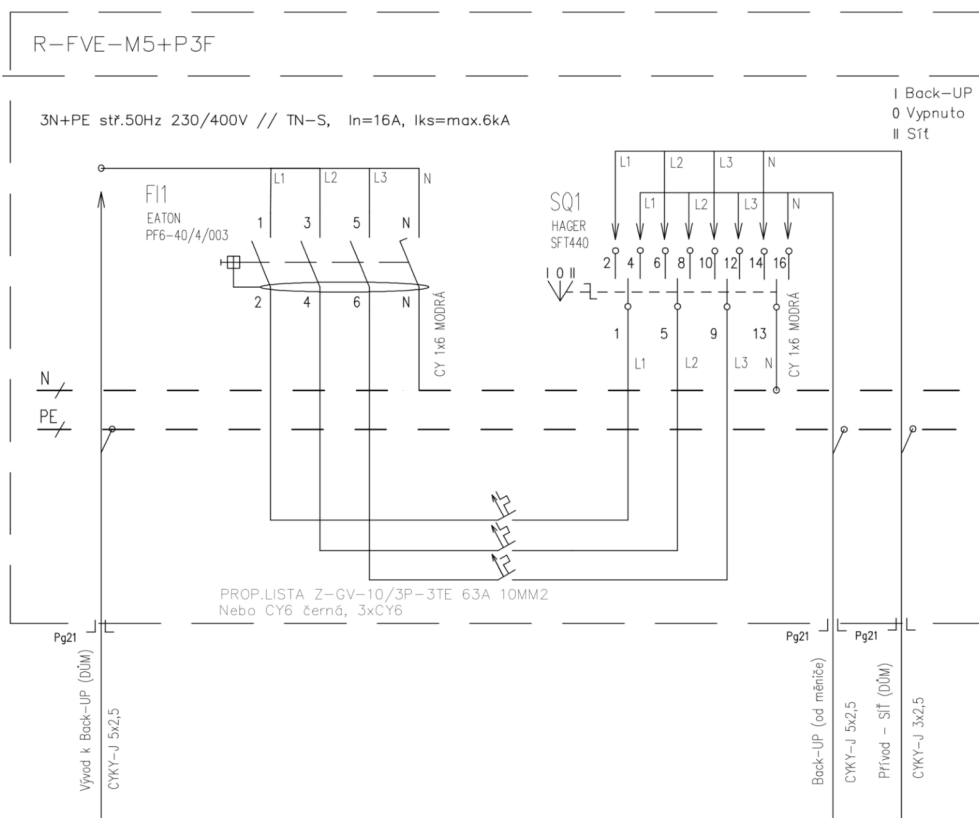 R-FVE-M5+P3F
3N+PE stř.50Hz 230/400V // TN-S, In=16A, Iks=max.6kA
I Back-UP
0 Vypnuto
II Síť
FI1
EATON
PF6-40/4/003
L1 L2 L3 N
1 3 5 N
2 4 6 N
CY 1x6 MODRÁ
SQ1
HAGER
SFT440
L1 L2 L3 N
L1 L2 L3 N
2 4 6 8 10 12 14 16
I O II
1 5 9 13
L1 L2 L3 N
CY 1x6 MODRÁ
N
PE
PROP.LISTA Z-GV-10/3P-3TE 63A 10MM2
Nebo CY6 černá, 3xCY6
Pg21
Pg21
Pg21
Vývod k Back-UP (DŮM)
CYKY-J 5x2,5
Back-UP (od měniče)
CYKY-J 5x2,5
Přívod - SÍŤ (DŮM)
CYKY-J 3x2,5